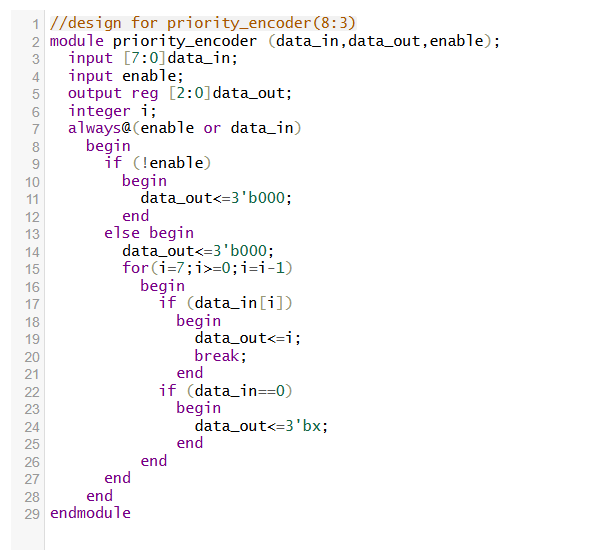 1 //design for priority_encoder(8:3)
2 module priority_encoder (data_in,data_out,enable);
3   input [7:0]data_in;
4   input enable;
5   output reg [2:0]data_out;
6   integer i;
7   always@(enable or data_in)
8     begin
9       if (!enable)
10         begin
11           data_out<=3'b000;
12         end
13       else begin
14         data_out<=3'b000;
15         for(i=7;i>=0;i=i-1)
16           begin
17             if (data_in[i])
18               begin
19                 data_out<=i;
20                 break;
21               end
22             if (data_in==0)
23               begin
24                 data_out<=3'bx;
25               end
26           end
27       end
28     end
29 endmodule